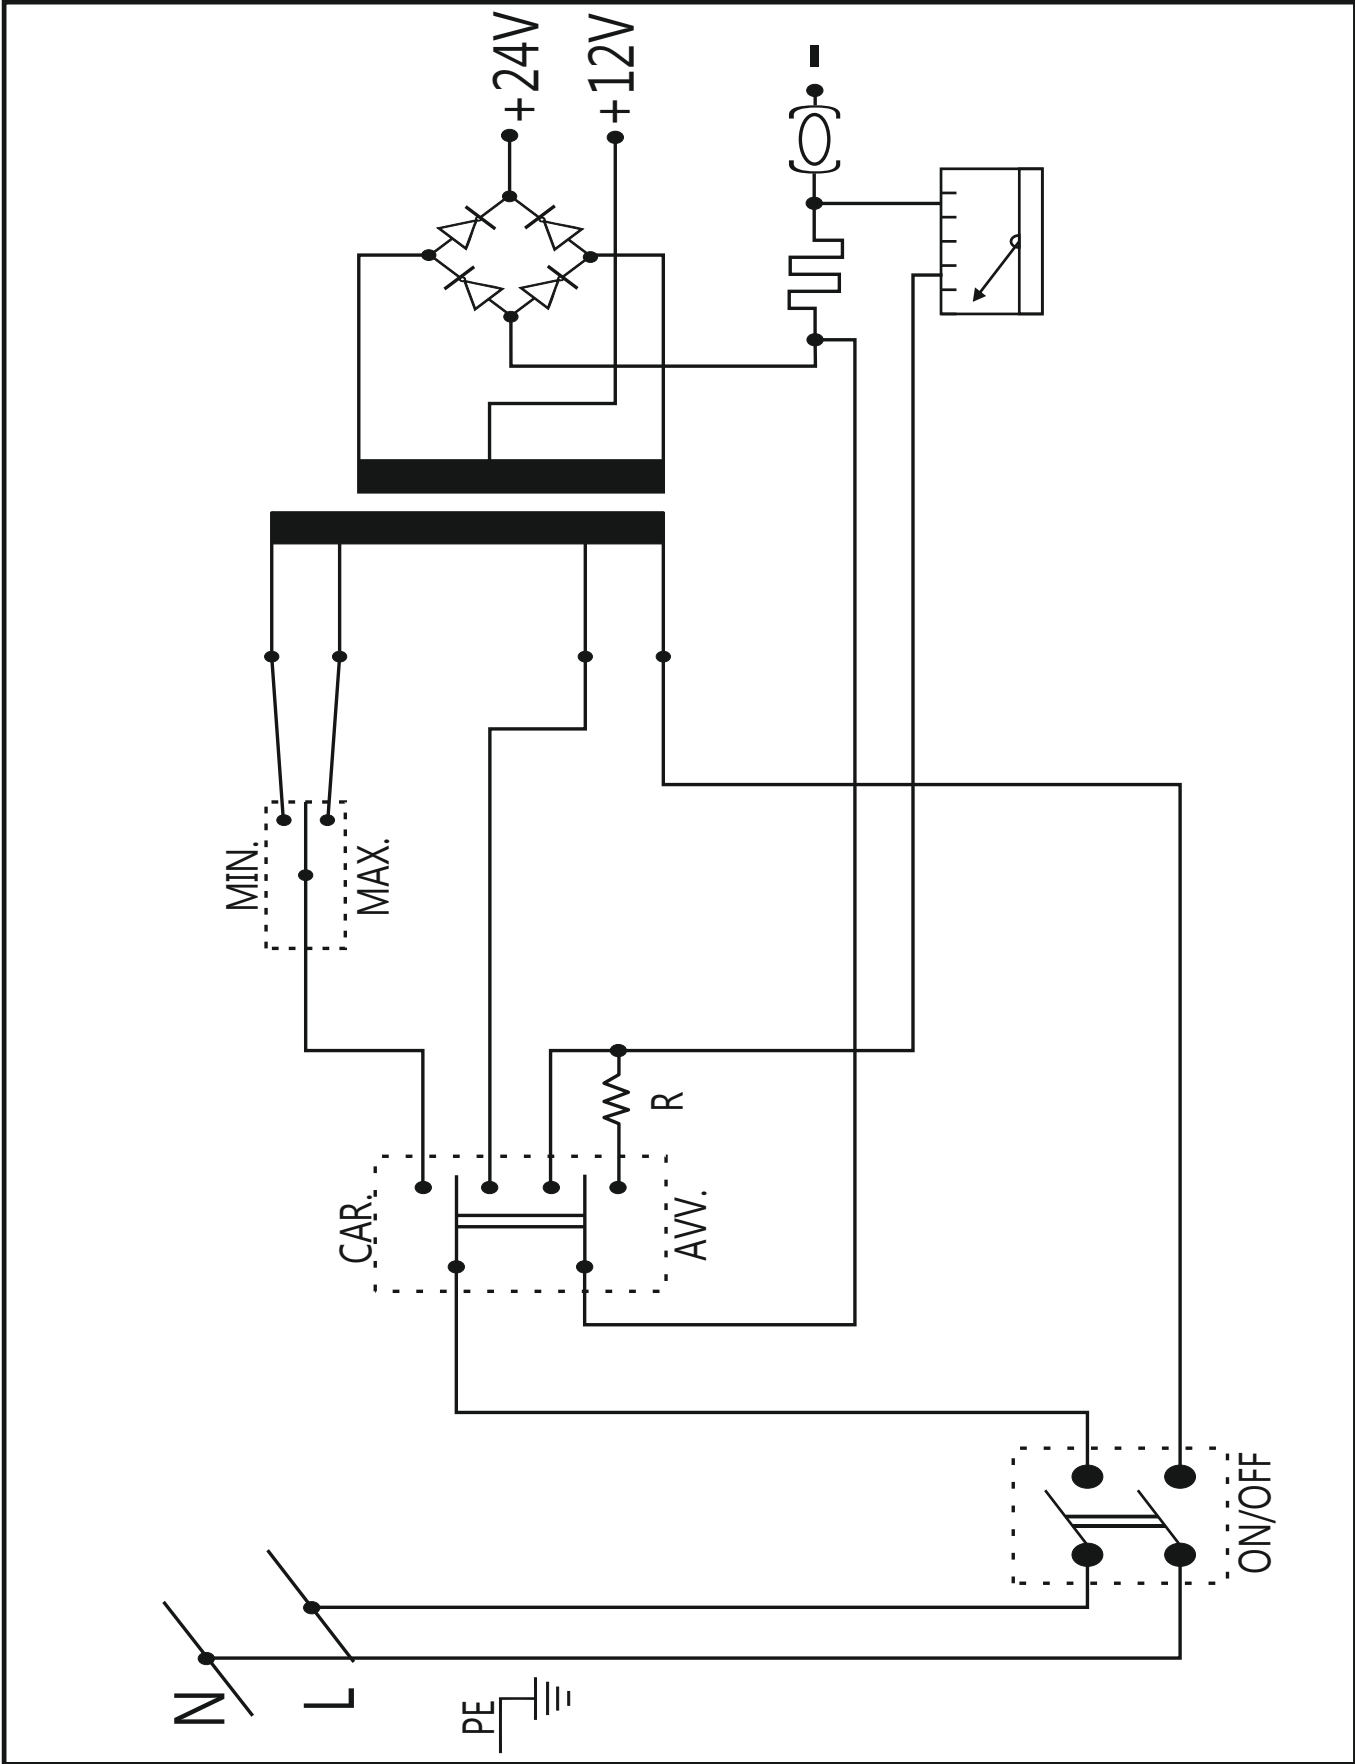 +24V
+12V
-
MIN.
MAX.
R
CAR.
AVV.
ON/OFF
N
L
PE